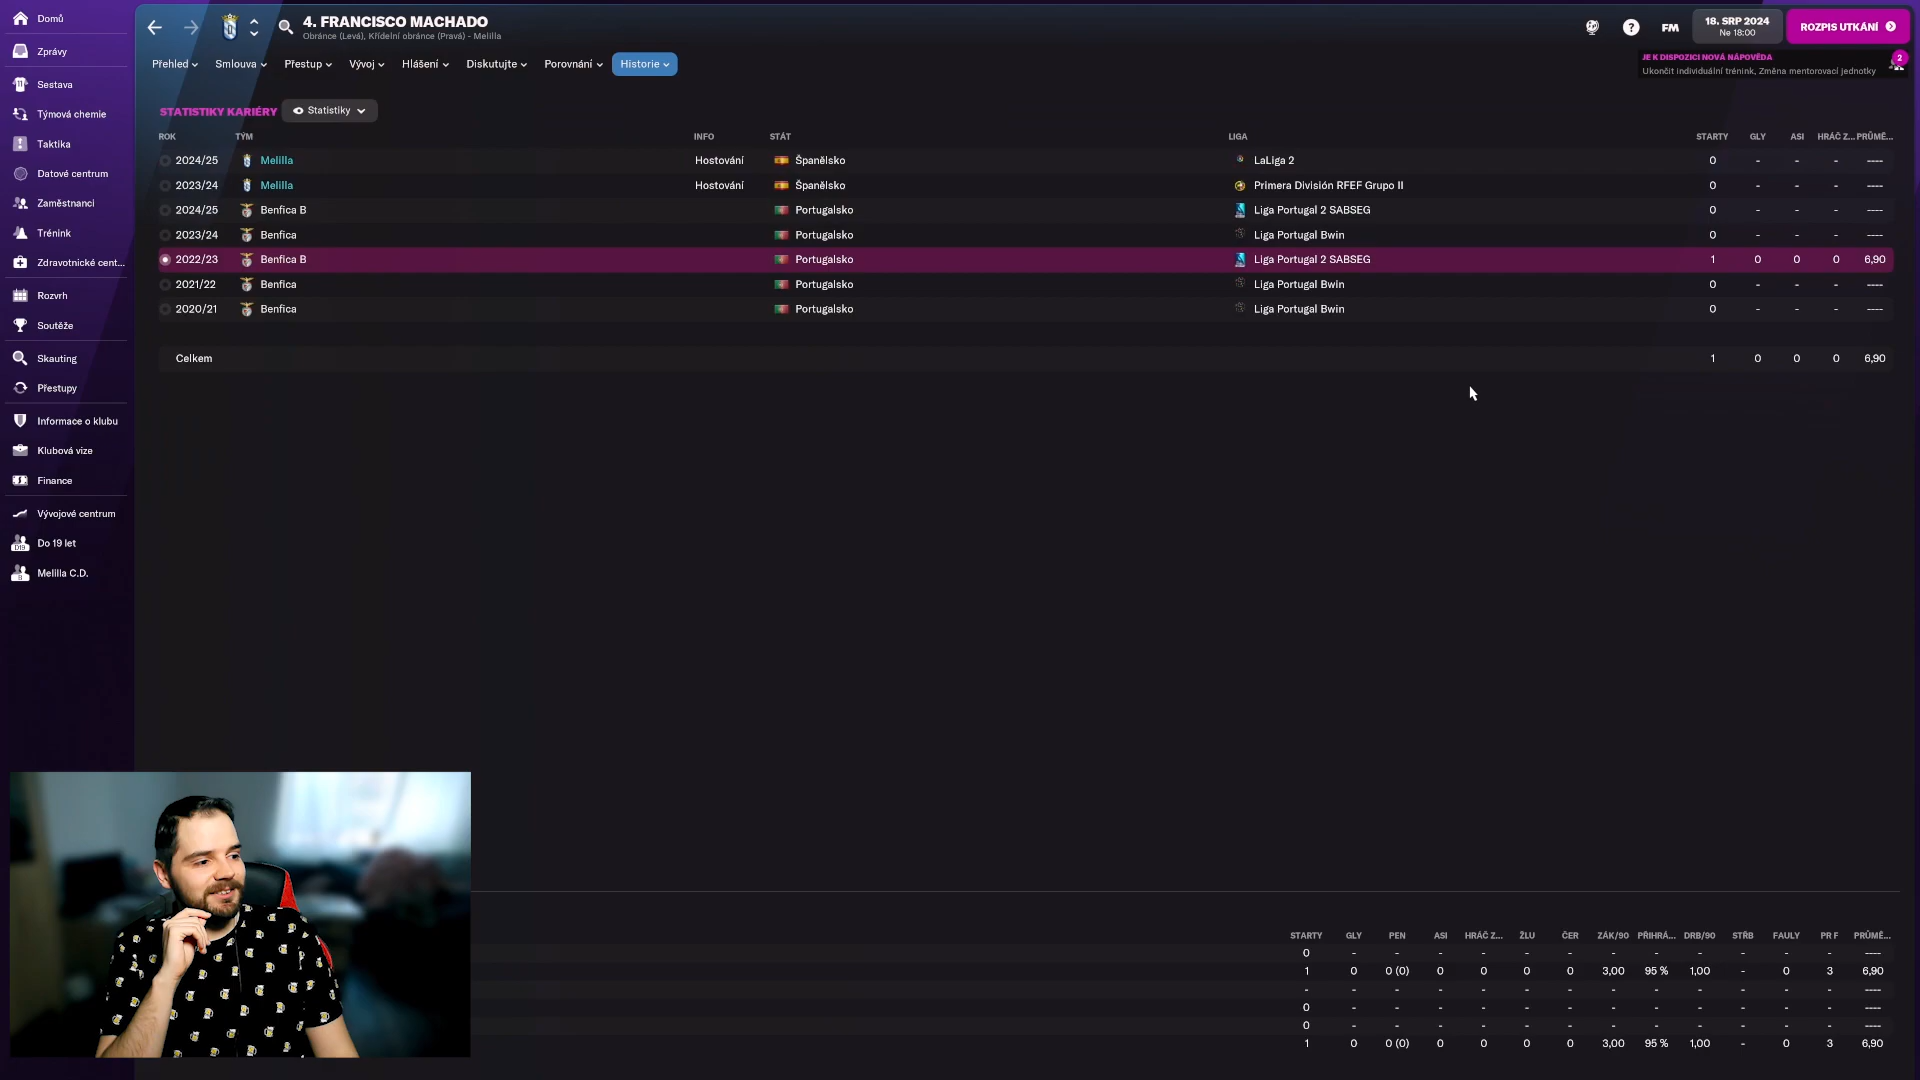 Domů
Zprávy
Sestava
Týmová chemie
Taktika
Datové centrum
Zaměstnanci
Trénink
Zdravotnické cent...
Rozvrh
Soutěže
Skauting
Přestupy
Informace o klubu
Klubová vize
Finance
Vývojové centrum
Do 19 let
Melilla C.D.
4. FRANCISCO MACHADO
Obránce (Levá), Křídelní obránce (Pravá) - Melilla
FM
18. SRP 2024
Ne 18:00
ROZPIS UTKÁNÍ
Přehled Smlouva Přestup Vývoj Hlášení Diskutujte Porovnání Historie
JE K DISPOZICI NOVÁ NÁPOVĚDA 2
Ukončit individuální trénink, Změna mentorovací jednotky
STATISTIKY KARIÉRY Statistiky
ROK TÝM INFO STÁT LIGA STARTY GLY ASI HRÁČ Z... PRŮMĚ...
2024/25 Melilla Hostování Španělsko LaLiga 2 0 - - - ----
2023/24 Melilla Hostování Španělsko Primera División RFEF Grupo II 0 - - - ----
2024/25 Benfica B Portugalsko Liga Portugal 2 SABSEG 0 - - - ----
2023/24 Benfica Portugalsko Liga Portugal Bwin 0 - - - ----
2022/23 Benfica B Portugalsko Liga Portugal 2 SABSEG 1 0 0 0 6,90
2021/22 Benfica Portugalsko Liga Portugal Bwin 0 - - - ----
2020/21 Benfica Portugalsko Liga Portugal Bwin 0 - - - ----
Celkem 1 0 0 0 6,90
STARTY GLY PEN ASI HRÁČ Z... ŽLU ČER ZÁK/90 PŘIHRÁ... DRB/90 STŘB FAULY PR F PRŮMĚ...
0 - - - - - - - - - - - - ----
1 0 0 (0) 0 0 0 0 3,00 95 % 1,00 - 0 3 6,90
- - - - - - - - - - - - - ----
0 - - - - - - - - - - - - ----
0 - - - - - - - - - - - - ----
1 0 0 (0) 0 0 0 0 3,00 95 % 1,00 - 0 3 6,90